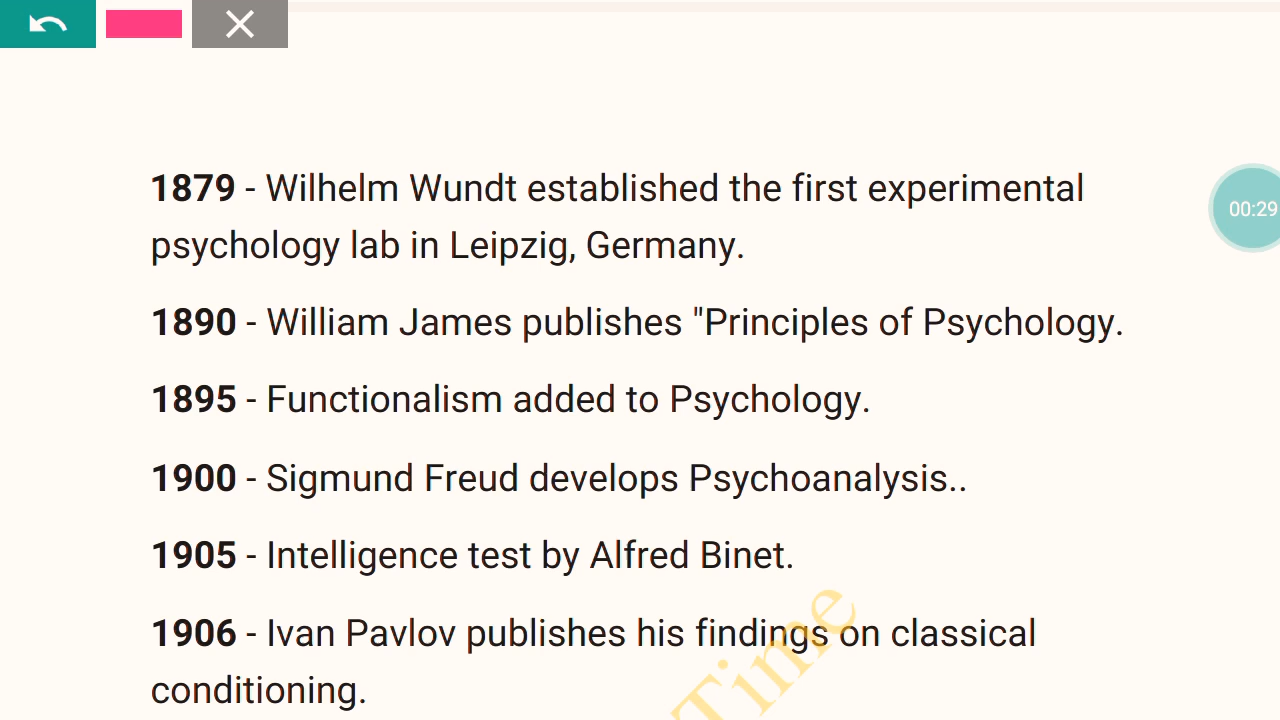 1879 - Wilhelm Wundt established the first experimental
psychology lab in Leipzig, Germany.
00:29
1890 - William James publishes "Principles of Psychology.
1895 - Functionalism added to Psychology.
1900 - Sigmund Freud develops Psychoanalysis..
1905 - Intelligence test by Alfred Binet.
1906 - Ivan Pavlov publishes his findings on classical
conditioning.
Time